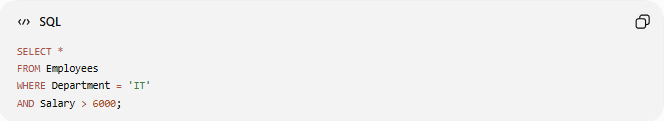 SQL
SELECT *
FROM Employees
WHERE Department = 'IT'
AND Salary > 6000;